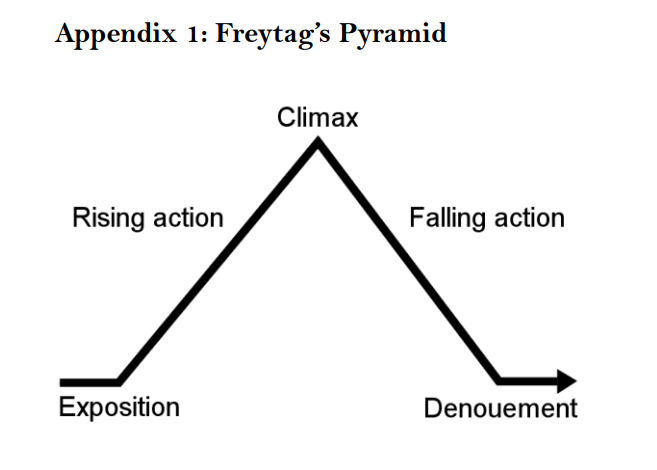 Appendix 1: Freytag’s Pyramid
Climax
Rising action
Falling action
Exposition
Denouement